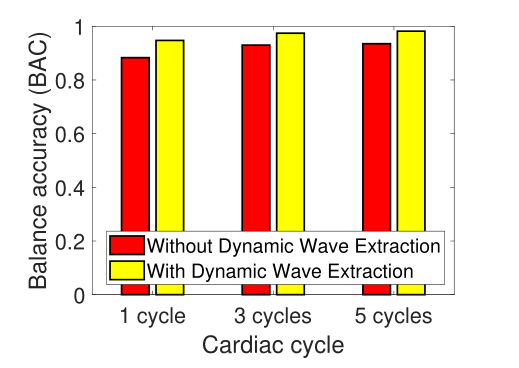 Balance accuracy (BAC)
1
0.8
0.6
0.4
0.2
0
Without Dynamic Wave Extraction
With Dynamic Wave Extraction
1 cycle 3 cycles 5 cycles
Cardiac cycle